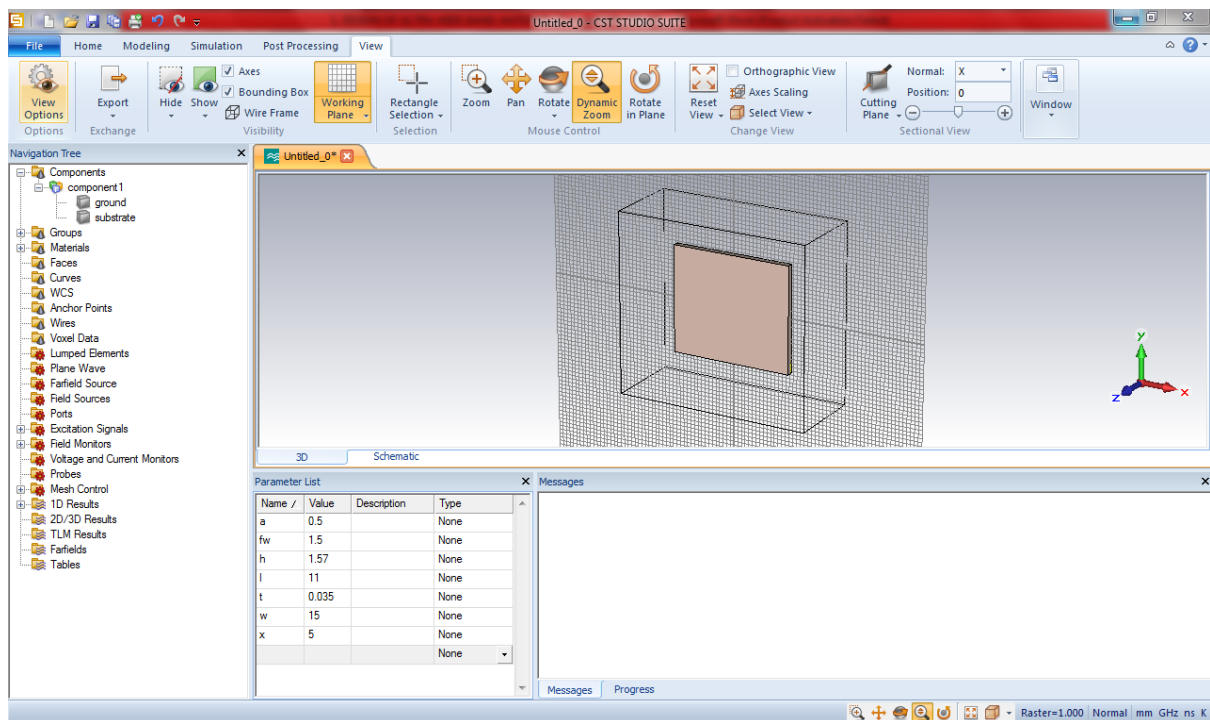 Untitled_0 - CST STUDIO SUITE
File Home Modeling Simulation Post Processing View
View Options
Export
Hide Show
Axes
Bounding Box
Wire Frame
Working Plane
Rectangle Selection
Zoom Pan Rotate Dynamic Zoom Rotate in Plane
Reset View
Orthographic View
Axes Scaling
Select View
Cutting Plane
Normal: X
Position: 0
Window
Options Exchange Visibility Selection Mouse Control Change View Sectional View
Navigation Tree
Untitled_0*
Components
component1
ground
substrate
Groups
Materials
Faces
Curves
WCS
Anchor Points
Wires
Voxel Data
Lumped Elements
Plane Wave
Farfield Source
Field Sources
Ports
Excitation Signals
Field Monitors
Voltage and Current Monitors
Probes
Mesh Control
1D Results
2D/3D Results
TLM Results
Farfields
Tables
y
z x
3D Schematic
Parameter List
Name / Value Description Type
a 0.5 None
fw 1.5 None
h 1.57 None
l 11 None
t 0.035 None
w 15 None
x 5 None
None
Messages
Messages Progress
Raster=1.000 Normal mm GHz ns K